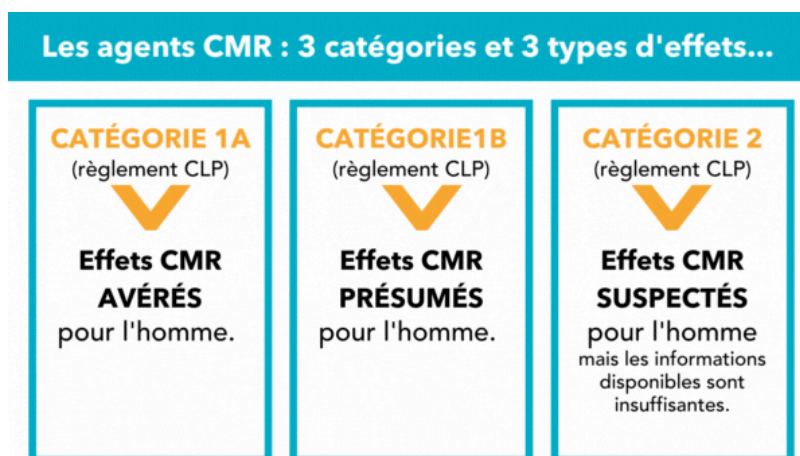 Les agents CMR : 3 catégories et 3 types d'effets...
CATÉGORIE 1A
(règlement CLP)
Effets CMR
AVÉRÉS
pour l'homme.
CATÉGORIE1B
(règlement CLP)
Effets CMR
PRÉSUMÉS
pour l'homme.
CATÉGORIE 2
(règlement CLP)
Effets CMR
SUSPECTÉS
pour l'homme
mais les informations
disponibles sont
insuffisantes.